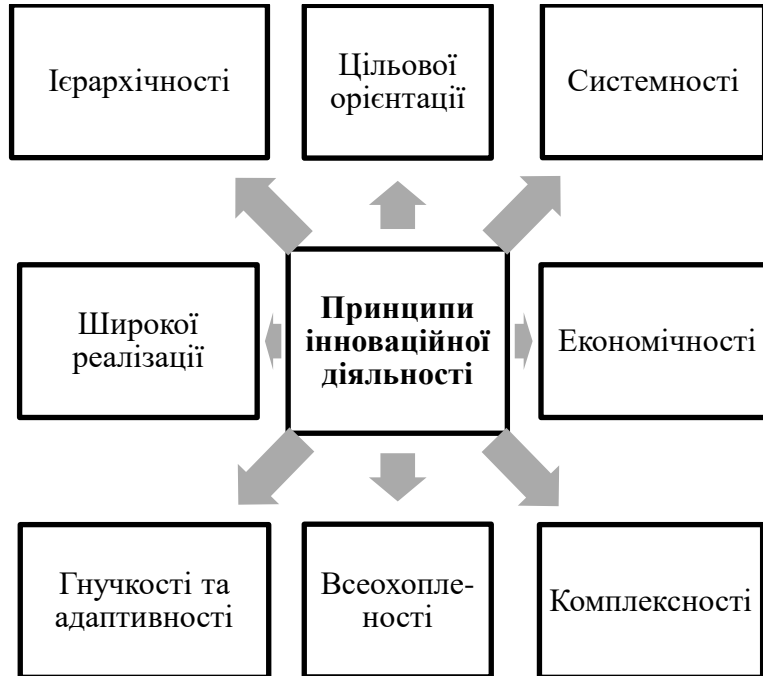 Ієрархічності
Цільової
орієнтації
Системності
Широкої
реалізації
Принципи
інноваційної
діяльності
Економічності
Гнучкості та
адаптивності
Всеохопле-
ності
Комплексності